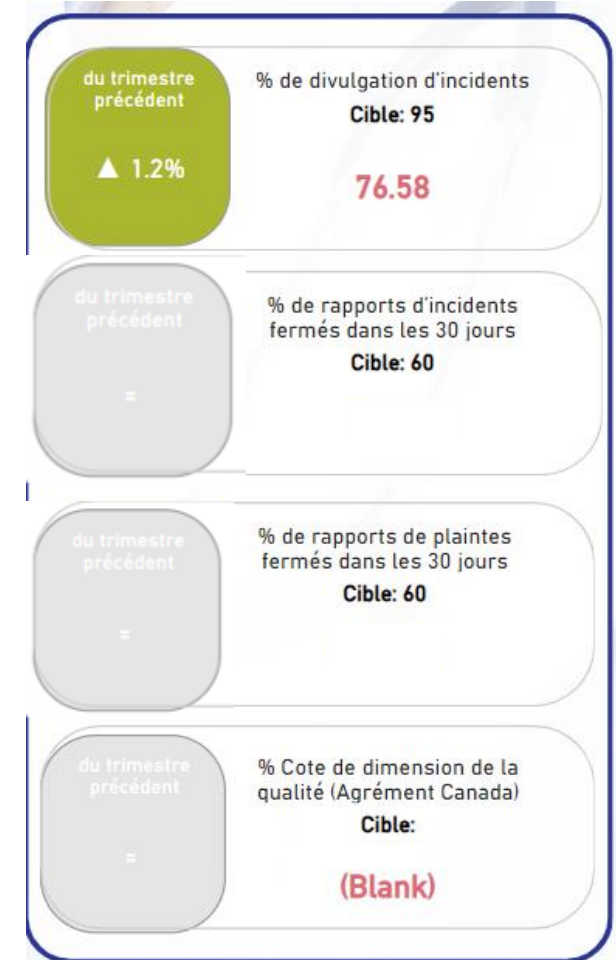 du trimestre
précédent
▲ 1.2%
% de divulgation d'incidents
Cible: 95
76.58
du trimestre
précédent
=
% de rapports d'incidents
fermés dans les 30 jours
Cible: 60
du trimestre
précédent
=
% de rapports de plaintes
fermés dans les 30 jours
Cible: 60
du trimestre
précédent
=
% Cote de dimension de la
qualité (Agrément Canada)
Cible:
(Blank)